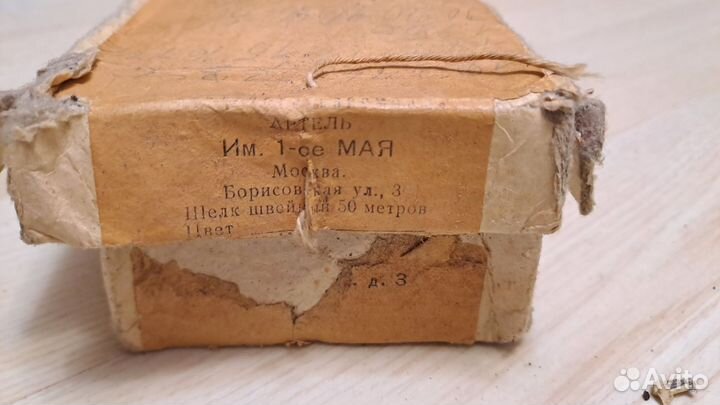 АРТЕЛЬ
Им. 1-ое МАЯ
Москва.
Борисовская ул., 3
Шелк швейный 50 метров
Цвет
д. 3
Avito